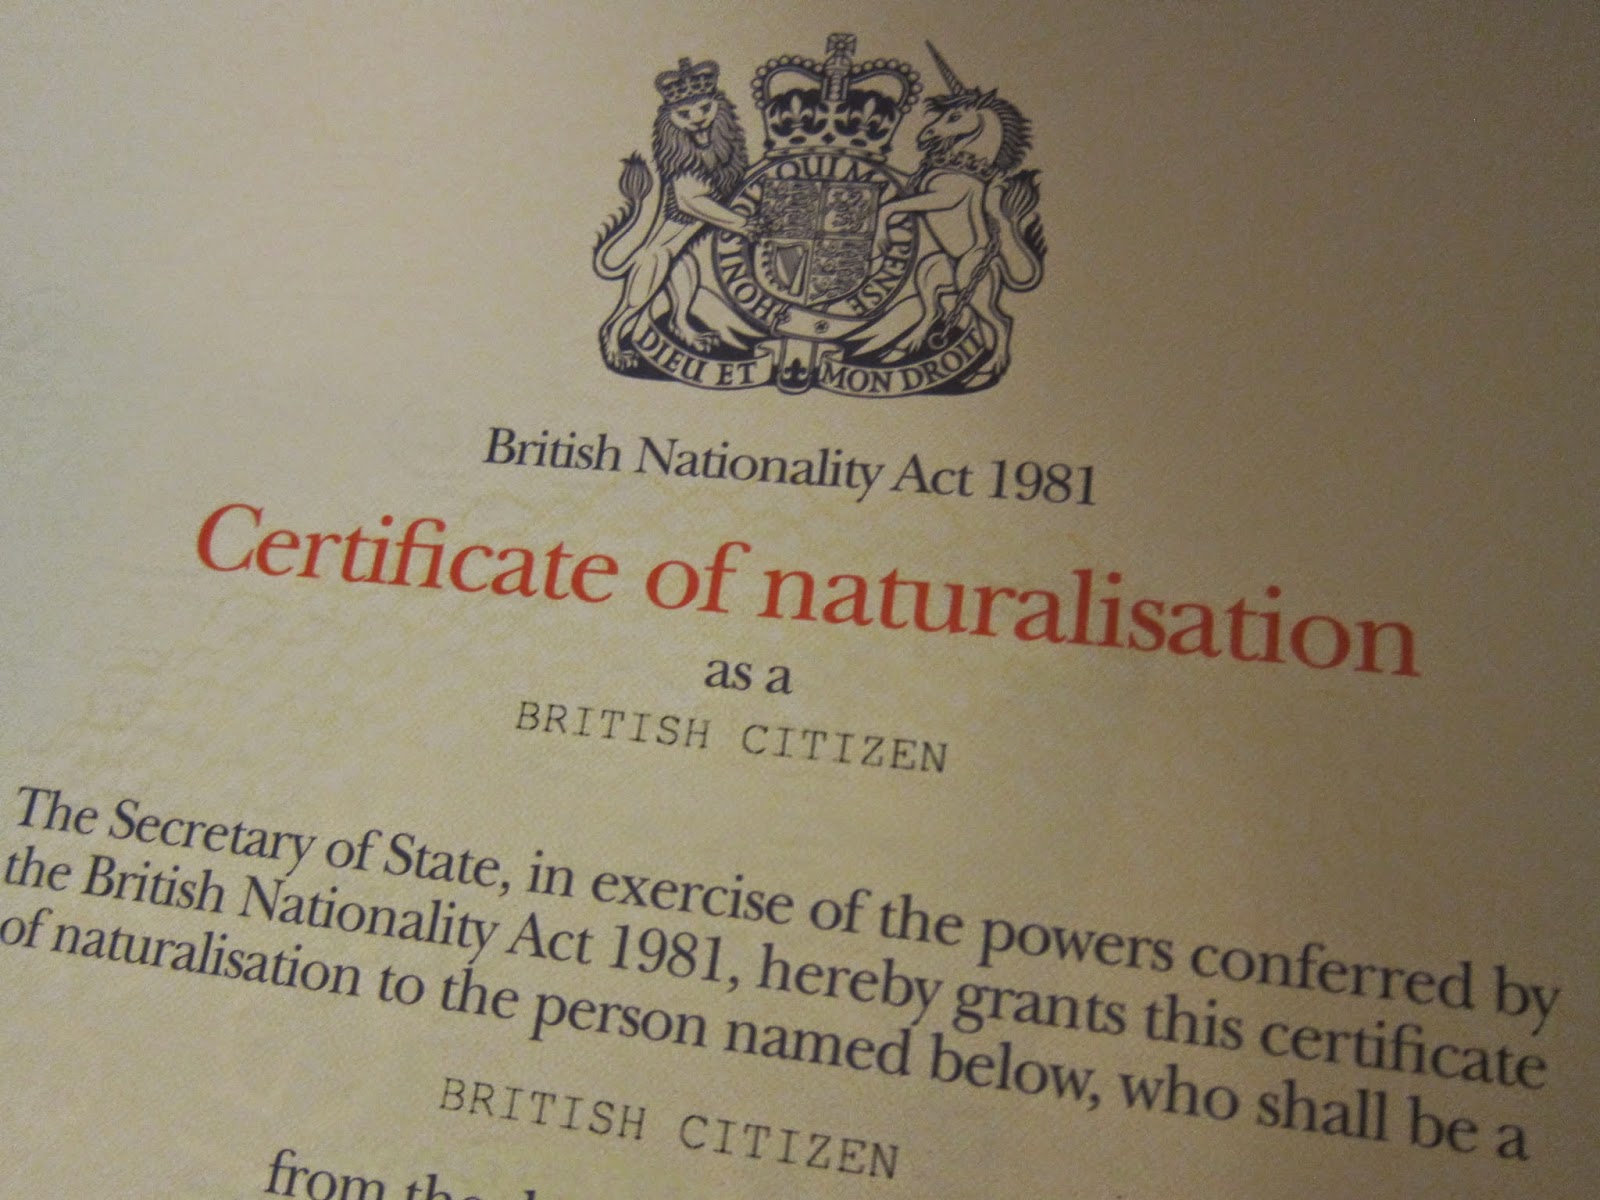 HONI SOIT QUI MAL Y PENSE
DIEU ET MON DROIT
British Nationality Act 1981
Certificate of naturalisation
as a
BRITISH CITIZEN
The Secretary of State, in exercise of the powers conferred by
the British Nationality Act 1981, hereby grants this certificate
of naturalisation to the person named below, who shall be a
BRITISH CITIZEN
from the